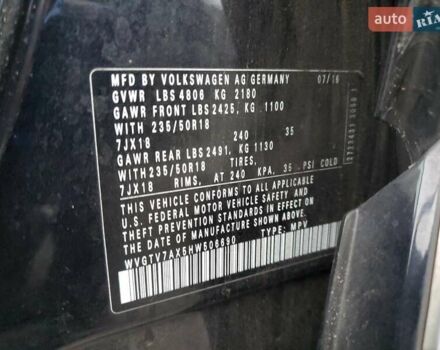 RIA
MFD BY VOLKSWAGEN AG GERMANY 07/16
GVWR LBS 4806 KG 2180
GAWR FRONT LBS 2425, KG 1100
WITH 235/50R18
7JX18 240 35
GAWR REAR LBS 2491, KG 1130
WITH 235/50R18 TIRES,
7JX18 RIMS, AT 240 KPA, 35 PSI COLD
THIS VEHICLE CONFORMS TO ALL APPLICABLE
U.S. FEDERAL MOTOR VEHICLE SAFETY AND
THEFT PREVENTION STANDARDS IN EFFECT ON
THE DATE OF MANUFACTURE SHOWN ABOVE.
WVGTV7AX5HW506690 TYPE: MPV